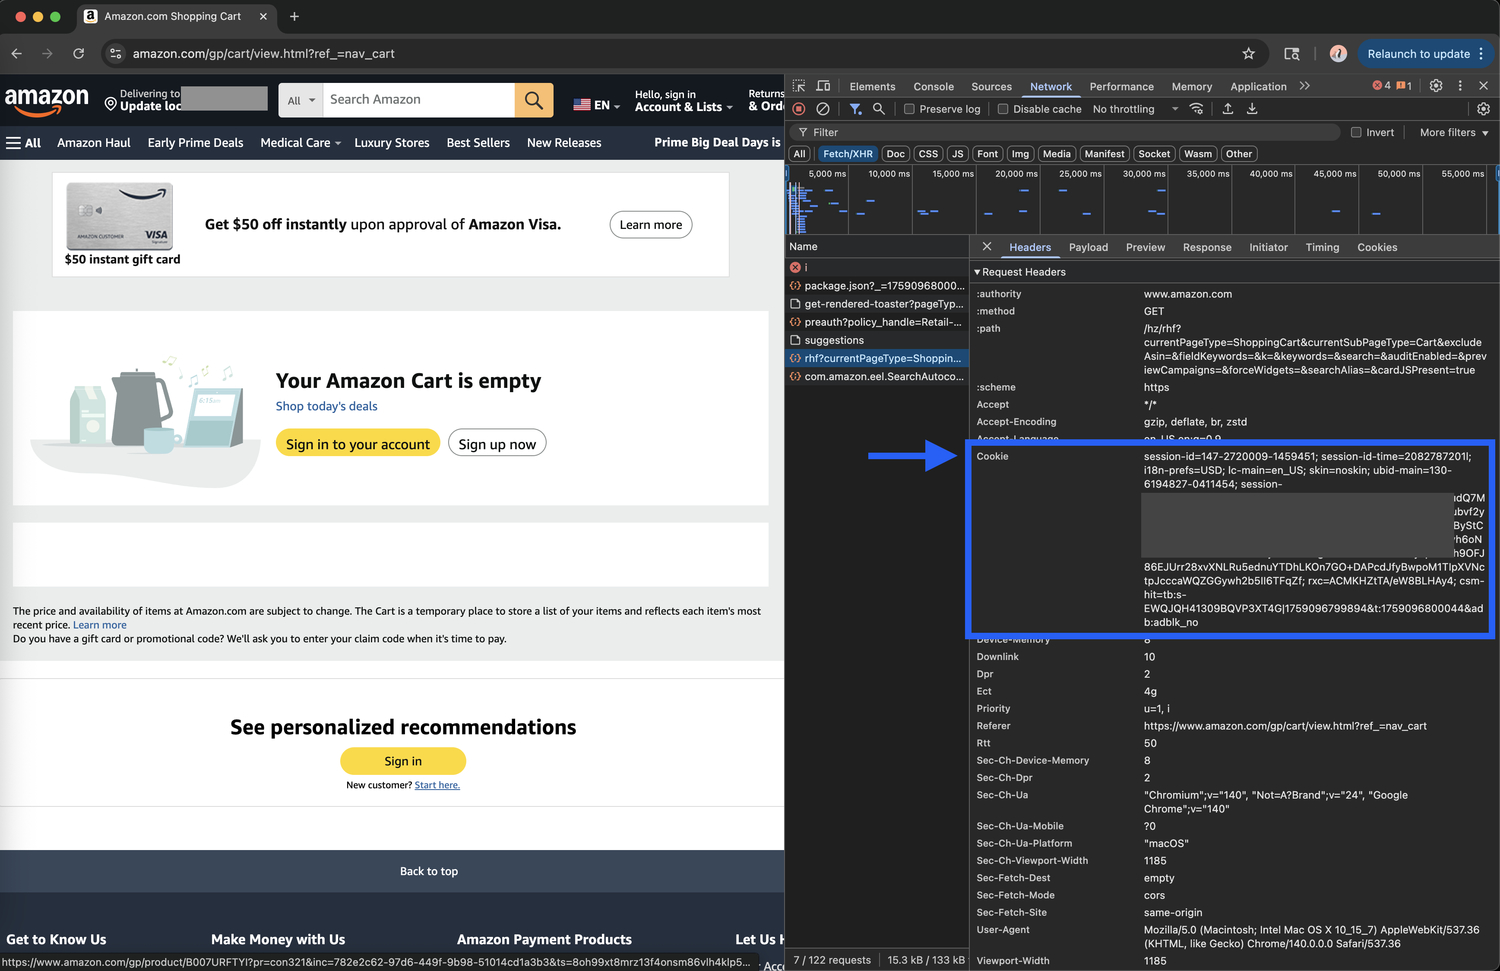 Amazon.com Shopping Cart
amazon.com/gp/cart/view.html?ref_=nav_cart
Relaunch to update
amazon
Delivering to
Update loc
All
Search Amazon
EN
Hello, sign in
Account & Lists
Returns
& Orde
All
Amazon Haul
Early Prime Deals
Medical Care
Luxury Stores
Best Sellers
New Releases
Prime Big Deal Days is
AMAZON CUSTOMER
VISA
Signature
$50 instant gift card
Get $50 off instantly upon approval of Amazon Visa.
Learn more
Your Amazon Cart is empty
Shop today's deals
Sign in to your account
Sign up now
The price and availability of items at Amazon.com are subject to change. The Cart is a temporary place to store a list of your items and reflects each item's most
recent price. Learn more
Do you have a gift card or promotional code? We'll ask you to enter your claim code when it's time to pay.
See personalized recommendations
Sign in
New customer? Start here.
Back to top
Get to Know Us
Make Money with Us
Amazon Payment Products
Let Us H
https://www.amazon.com/gp/product/B007URFTYI?pr=con321&inc=782e2c62-97d6-449f-9b98-51014cd1a3b3&ts=8oh99xt8mrz13f4onsm86vlh4klp5...
Acc
Elements
Console
Sources
Network
Performance
Memory
Application
4
1
Preserve log
Disable cache
No throttling
Filter
Invert
More filters
All
Fetch/XHR
Doc
CSS
JS
Font
Img
Media
Manifest
Socket
Wasm
Other
5,000 ms
10,000 ms
15,000 ms
20,000 ms
25,000 ms
30,000 ms
35,000 ms
40,000 ms
45,000 ms
50,000 ms
55,000 ms
Name
i
package.json?_=17590968000...
get-rendered-toaster?pageTyp...
preauth?policy_handle=Retail-...
suggestions
rhf?currentPageType=Shoppin...
com.amazon.eel.SearchAutoco...
7 / 122 requests
15.3 kB / 133 kB
Headers
Payload
Preview
Response
Initiator
Timing
Cookies
Request Headers
:authority www.amazon.com
:method GET
:path /hz/rhf?
currentPageType=ShoppingCart&currentSubPageType=Cart&exclude
Asin=&fieldKeywords=&k=&keywords=&search=&auditEnabled=&prev
iewCampaigns=&forceWidgets=&searchAlias=&cardJSPresent=true
:scheme https
Accept */*
Accept-Encoding gzip, deflate, br, zstd
Accept-Language en-US,en;q=0.9
Cookie session-id=147-2720009-1459451; session-id-time=2082787201l;
i18n-prefs=USD; lc-main=en_US; skin=noskin; ubid-main=130-
6194827-0411454; session-
dQ7M
ubvf2y
ByStC
h6oN
h9OFJ
86EJUrr28xvXNLRu5ednuYTDhLKOn7GO+DAPcdJfyBwpoM1TlpXVNc
tpJcccaWQZGGywh2b5Il6TFqZf; rxc=ACMKHZtTA/eW8BLHAy4; csm-
hit=tb:s-
EWQJQH41309BQVP3XT4G|1759096799894&t:1759096800044&ad
b:adblk_no
Device-Memory 8
Downlink 10
Dpr 2
Ect 4g
Priority u=1, i
Referer https://www.amazon.com/gp/cart/view.html?ref_=nav_cart
Rtt 50
Sec-Ch-Device-Memory 8
Sec-Ch-Dpr 2
Sec-Ch-Ua "Chromium";v="140", "Not=A?Brand";v="24", "Google
Chrome";v="140"
Sec-Ch-Ua-Mobile ?0
Sec-Ch-Ua-Platform "macOS"
Sec-Ch-Viewport-Width 1185
Sec-Fetch-Dest empty
Sec-Fetch-Mode cors
Sec-Fetch-Site same-origin
User-Agent Mozilla/5.0 (Macintosh; Intel Mac OS X 10_15_7) AppleWebKit/537.36
(KHTML, like Gecko) Chrome/140.0.0.0 Safari/537.36
Viewport-Width 1185